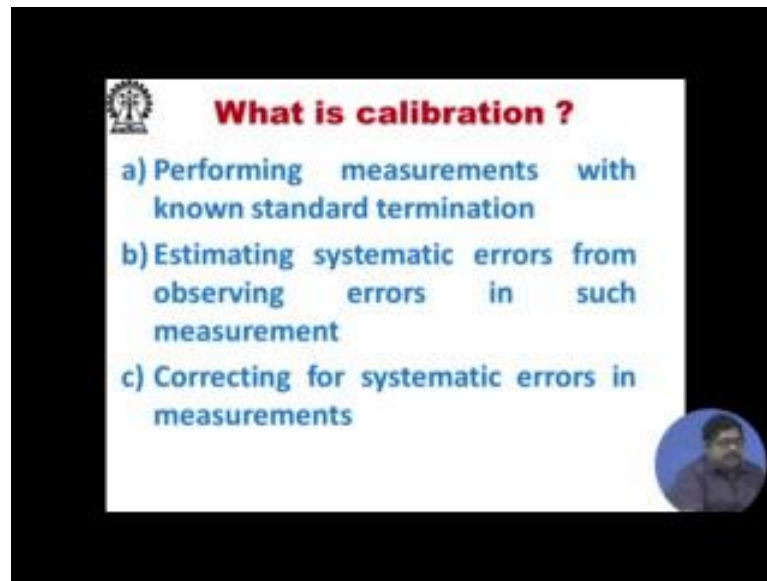 What is calibration ?
a) Performing measurements with
known standard termination
b) Estimating systematic errors from
observing errors in such
measurement
c) Correcting for systematic errors in
measurements